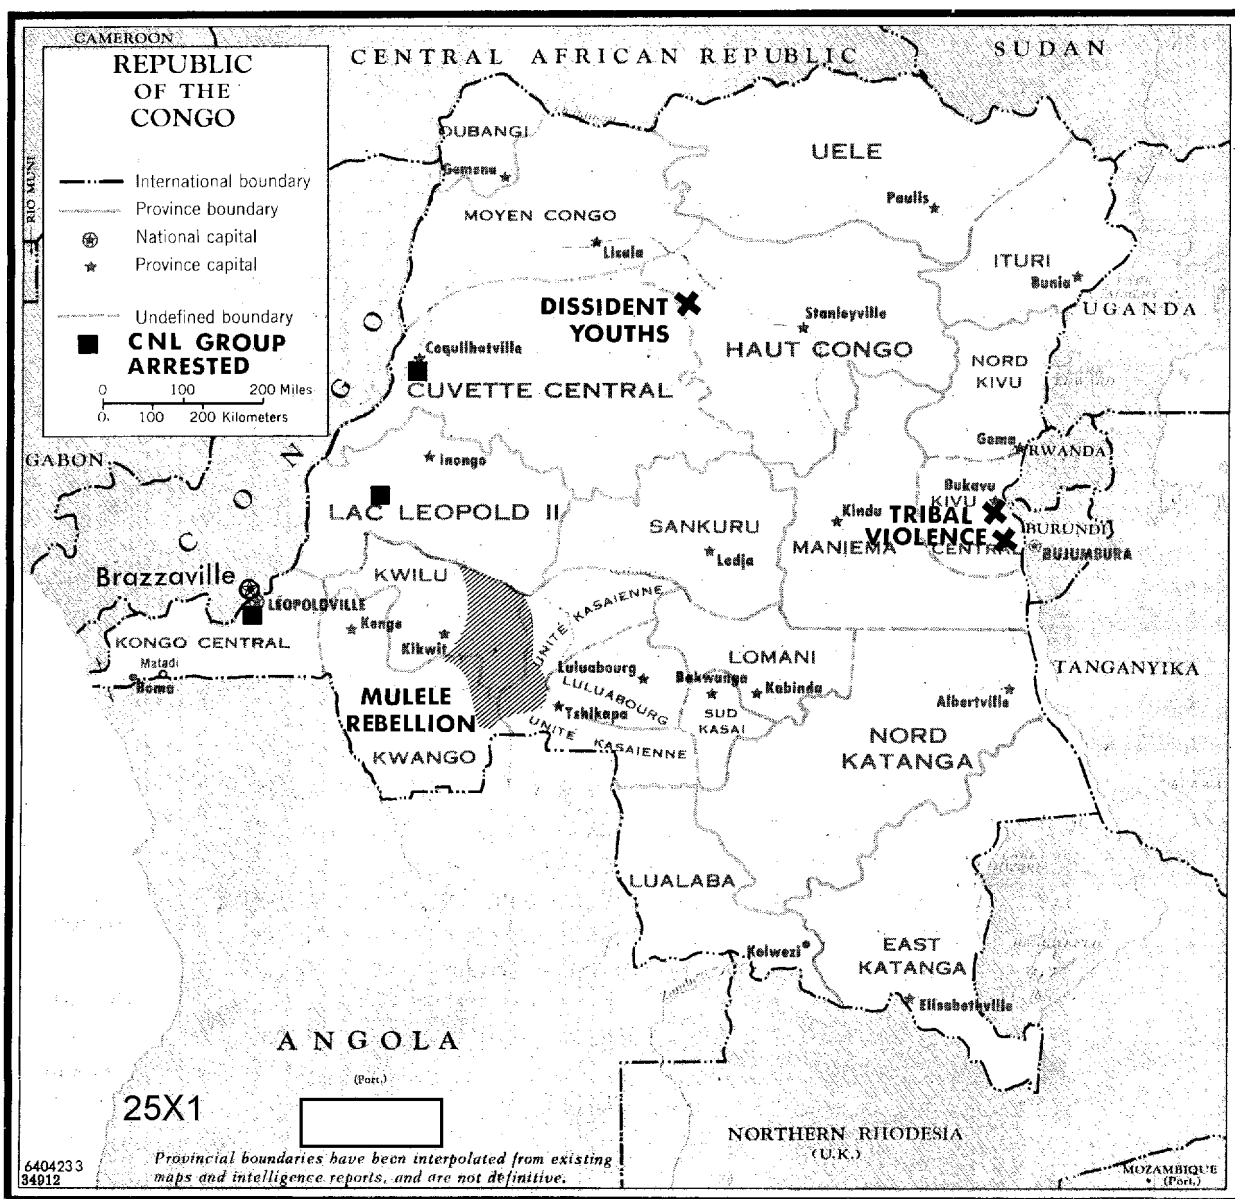 CAMEROON
CENTRAL AFRICAN REPUBLIC
SUDAN
REPUBLIC
OF THE
CONGO
International boundary
Province boundary
National capital
Province capital
Undefined boundary
CNL GROUP
ARRESTED
0 100 200 Miles
0 100 200 Kilometers
RIO MUNI
OUBANGI
Gemena
UELE
Paulis
MOYEN CONGO
Lisala
ITURI
Bunia
UGANDA
DISSIDENT
YOUTHS
Stanleyville
HAUT CONGO
Coquilhatville
CUVETTE CENTRAL
NORD
KIVU
CONGO
GABON
Inongo
Goma
RWANDA
LAC LEOPOLD II
SANKURU
Lodja
Kindu
MANIEMA
Bukavu
KIVU
CENTRAL
TRIBAL
VIOLENCE
BURUNDI
BUJUMBURA
Brazzaville
LÉOPOLDVILLE
KWILU
Kenge
Kikwit
KONGO CENTRAL
Matadi
Boma
UNITÉ KASAIENNE
Luluabourg
LULUABOURG
Tshikapa
UNITÉ KASAIENNE
LOMANI
Bakwanga
Kabinda
SUD
KASAI
TANGANYIKA
Albertville
MULELE
REBELLION
KWANGO
NORD
KATANGA
LUALABA
Kolwezi
EAST
KATANGA
Elisabethville
ANGOLA
(Port.)
25X1
NORTHERN RHODESIA
(U.K.)
MOZAMBIQUE
(Port.)
Provincial boundaries have been interpolated from existing
maps and intelligence reports, and are not definitive.
6404233
34912